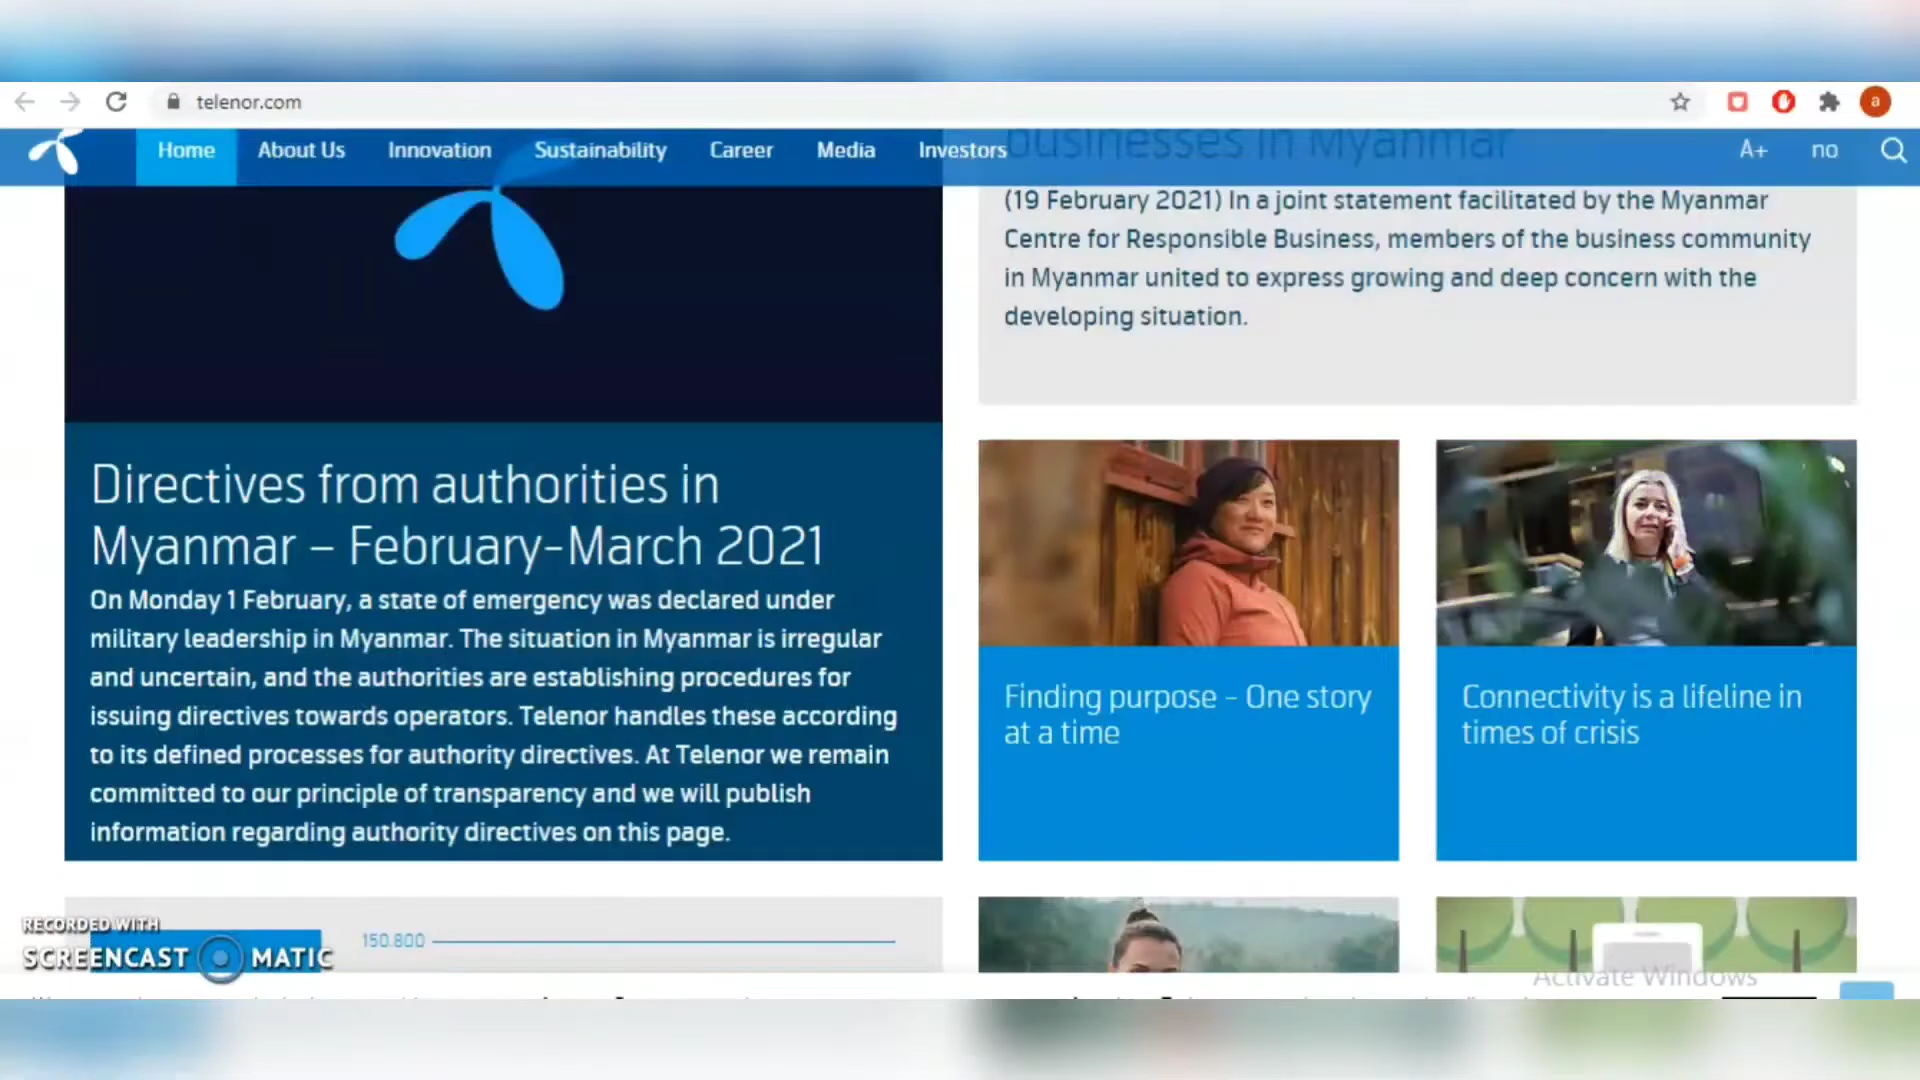 telenor.com
a
Home About Us Innovation Sustainability Career Media Investors A+ no
businesses in Myanmar
(19 February 2021) In a joint statement facilitated by the Myanmar
Centre for Responsible Business, members of the business community
in Myanmar united to express growing and deep concern with the
developing situation.
Directives from authorities in
Myanmar – February-March 2021
On Monday 1 February, a state of emergency was declared under
military leadership in Myanmar. The situation in Myanmar is irregular
and uncertain, and the authorities are establishing procedures for
issuing directives towards operators. Telenor handles these according
to its defined processes for authority directives. At Telenor we remain
committed to our principle of transparency and we will publish
information regarding authority directives on this page.
Finding purpose – One story
at a time
Connectivity is a lifeline in
times of crisis
150.800
RECORDED WITH
SCREENCAST MATIC
Activate Windows